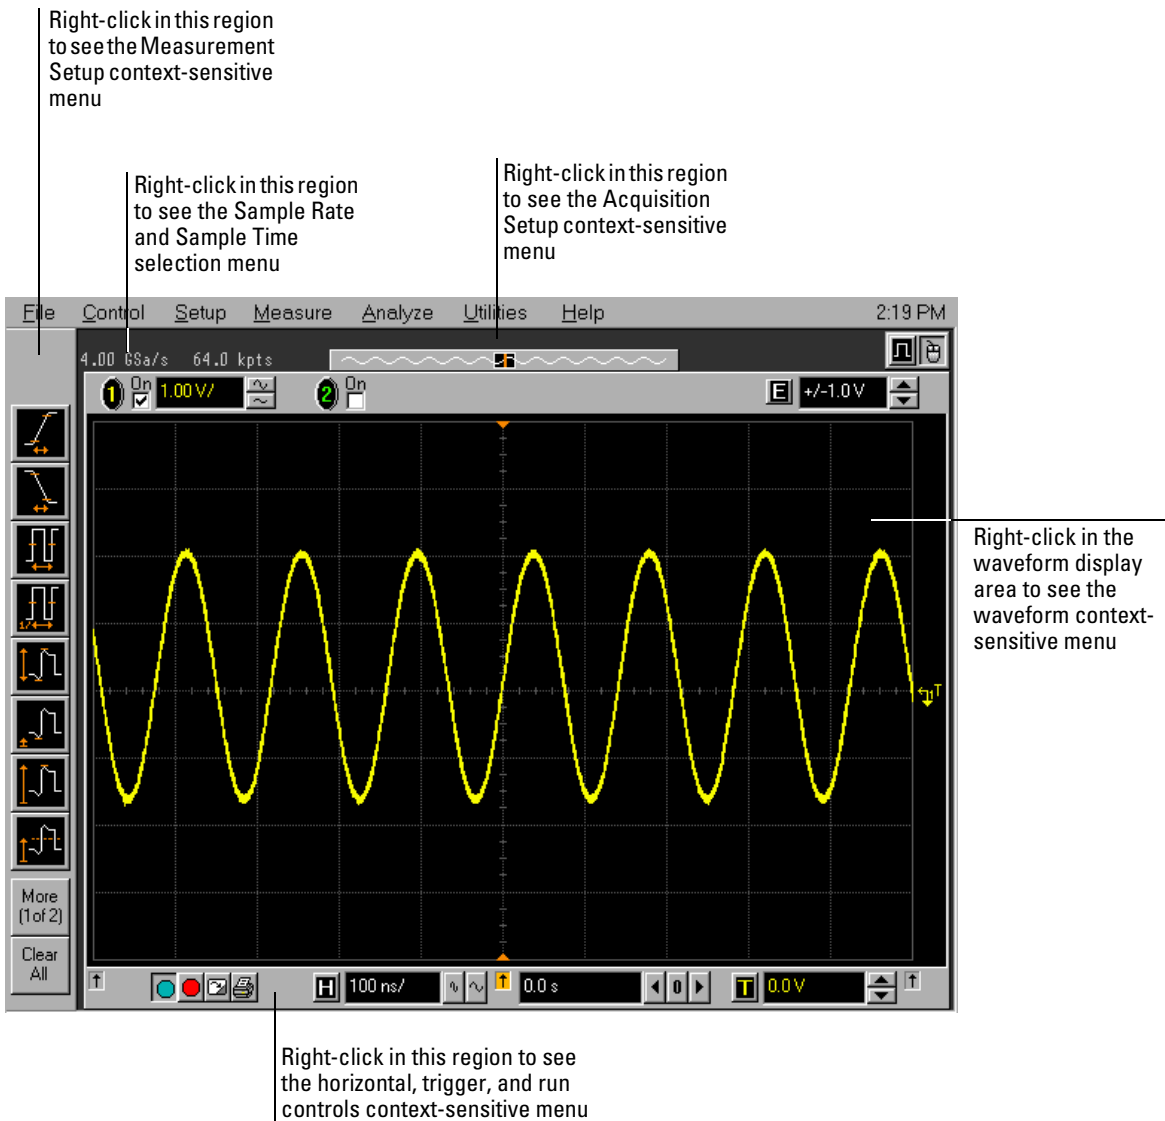 Right-click in this region
to see the Measurement
Setup context-sensitive
menu
Right-click in this region
to see the Sample Rate
and Sample Time
selection menu
Right-click in this region
to see the Acquisition
Setup context-sensitive
menu
File Control Setup Measure Analyze Utilities Help 2:19 PM
4.00 GSa/s 64.0 kpts
1 On 1.00 V/ 2 On E +/-1.0 V
Right-click in the
waveform display
area to see the
waveform context-
sensitive menu
1/
T
More
(1of 2)
Clear
All
H 100 ns/ 0.0 s 0 T 0.0 V
Right-click in this region to see
the horizontal, trigger, and run
controls context-sensitive menu